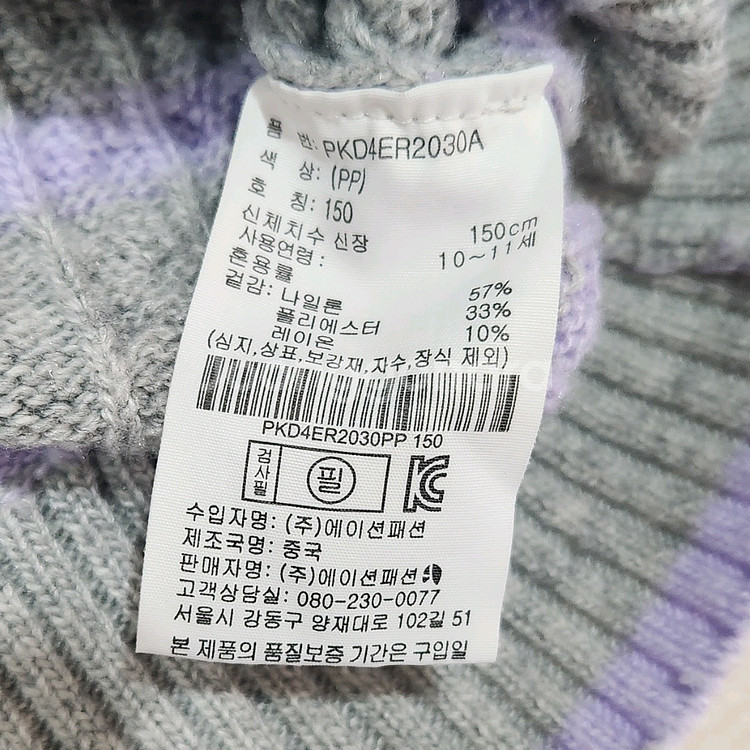 품 번: PKD4ER2030A
색 상: (PP)
호 칭: 150
신체치수 신장 150cm
사용연령: 10~11세
혼용률
겉감: 나일론 57%
폴리에스터 33%
레이온 10%
(심지,상표,보강재,자수,장식 제외)
PKD4ER2030PP 150
검사필 필 KC
수입자명: (주)에이션패션
제조국명: 중국
판매자명: (주)에이션패션
고객상담실: 080-230-0077
서울시 강동구 양재대로 102길 51
본 제품의 품질보증 기간은 구입일